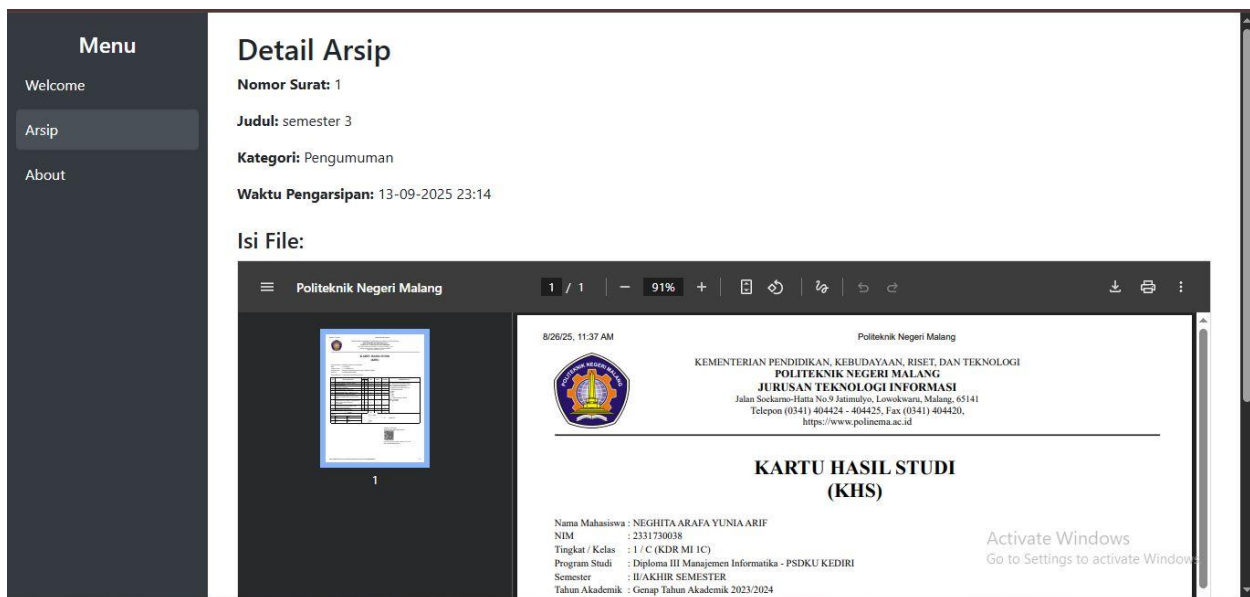 Menu
Welcome
Arsip
About
Detail Arsip
Nomor Surat: 1
Judul: semester 3
Kategori: Pengumuman
Waktu Pengarsipan: 13-09-2025 23:14
Isi File:
Politeknik Negeri Malang
1 / 1
91%
1
8/26/25, 11:37 AM
Politeknik Negeri Malang
POLITEKNIK NEGERI MALANG
KEMENTERIAN PENDIDIKAN, KEBUDAYAAN, RISET, DAN TEKNOLOGI
POLITEKNIK NEGERI MALANG
JURUSAN TEKNOLOGI INFORMASI
Jalan Soekarno-Hatta No.9 Jatimulyo, Lowokwaru, Malang, 65141
Telepon (0341) 404424 - 404425, Fax (0341) 404420,
https://www.polinema.ac.id
KARTU HASIL STUDI
(KHS)
Nama Mahasiswa : NEGHITA ARAFA YUNIA ARIF
NIM : 2331730038
Tingkat / Kelas : 1 / C (KDR MI 1C)
Program Studi : Diploma III Manajemen Informatika - PSDKU KEDIRI
Semester : II/AKHIR SEMESTER
Tahun Akademik : Genap Tahun Akademik 2023/2024
Activate Windows
Go to Settings to activate Windows